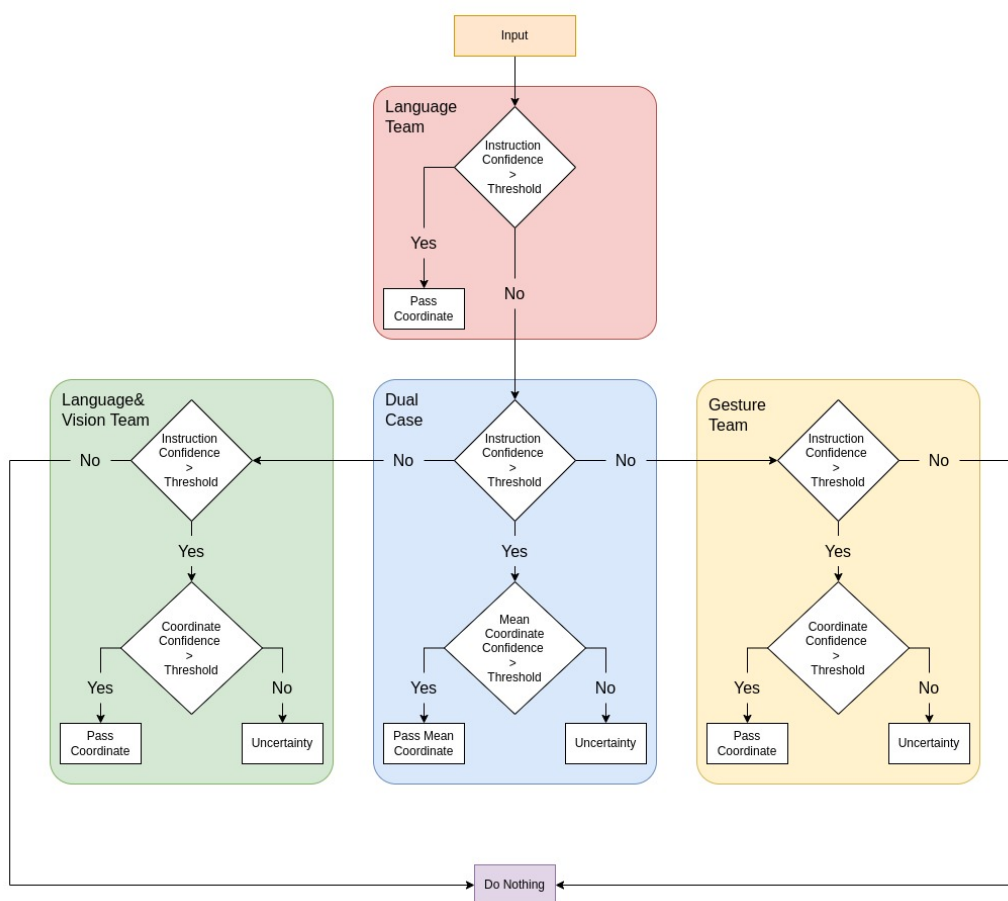 Input
Language
Team
Instruction
Confidence
>
Threshold
Yes
Pass
Coordinate
No
Language&
Vision Team
Instruction
Confidence
>
Threshold
No
Yes
Coordinate
Confidence
>
Threshold
Yes
No
Pass
Coordinate
Uncertainty
Dual
Case
Instruction
Confidence
>
Threshold
No
No
Yes
Mean
Coordinate
Confidence
>
Threshold
Yes
No
Pass Mean
Coordinate
Uncertainty
Gesture
Team
Instruction
Confidence
>
Threshold
No
Yes
Coordinate
Confidence
>
Threshold
Yes
No
Pass
Coordinate
Uncertainty
Do Nothing